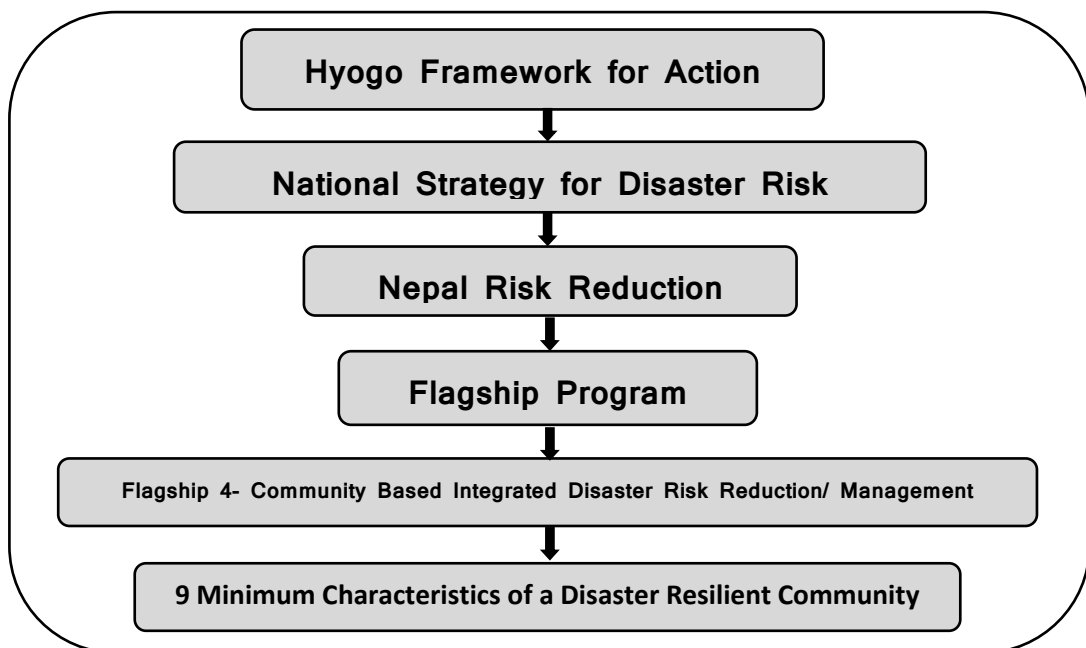 Hyogo Framework for Action
National Strategy for Disaster Risk
Nepal Risk Reduction
Flagship Program
Flagship 4- Community Based Integrated Disaster Risk Reduction/ Management
9 Minimum Characteristics of a Disaster Resilient Community